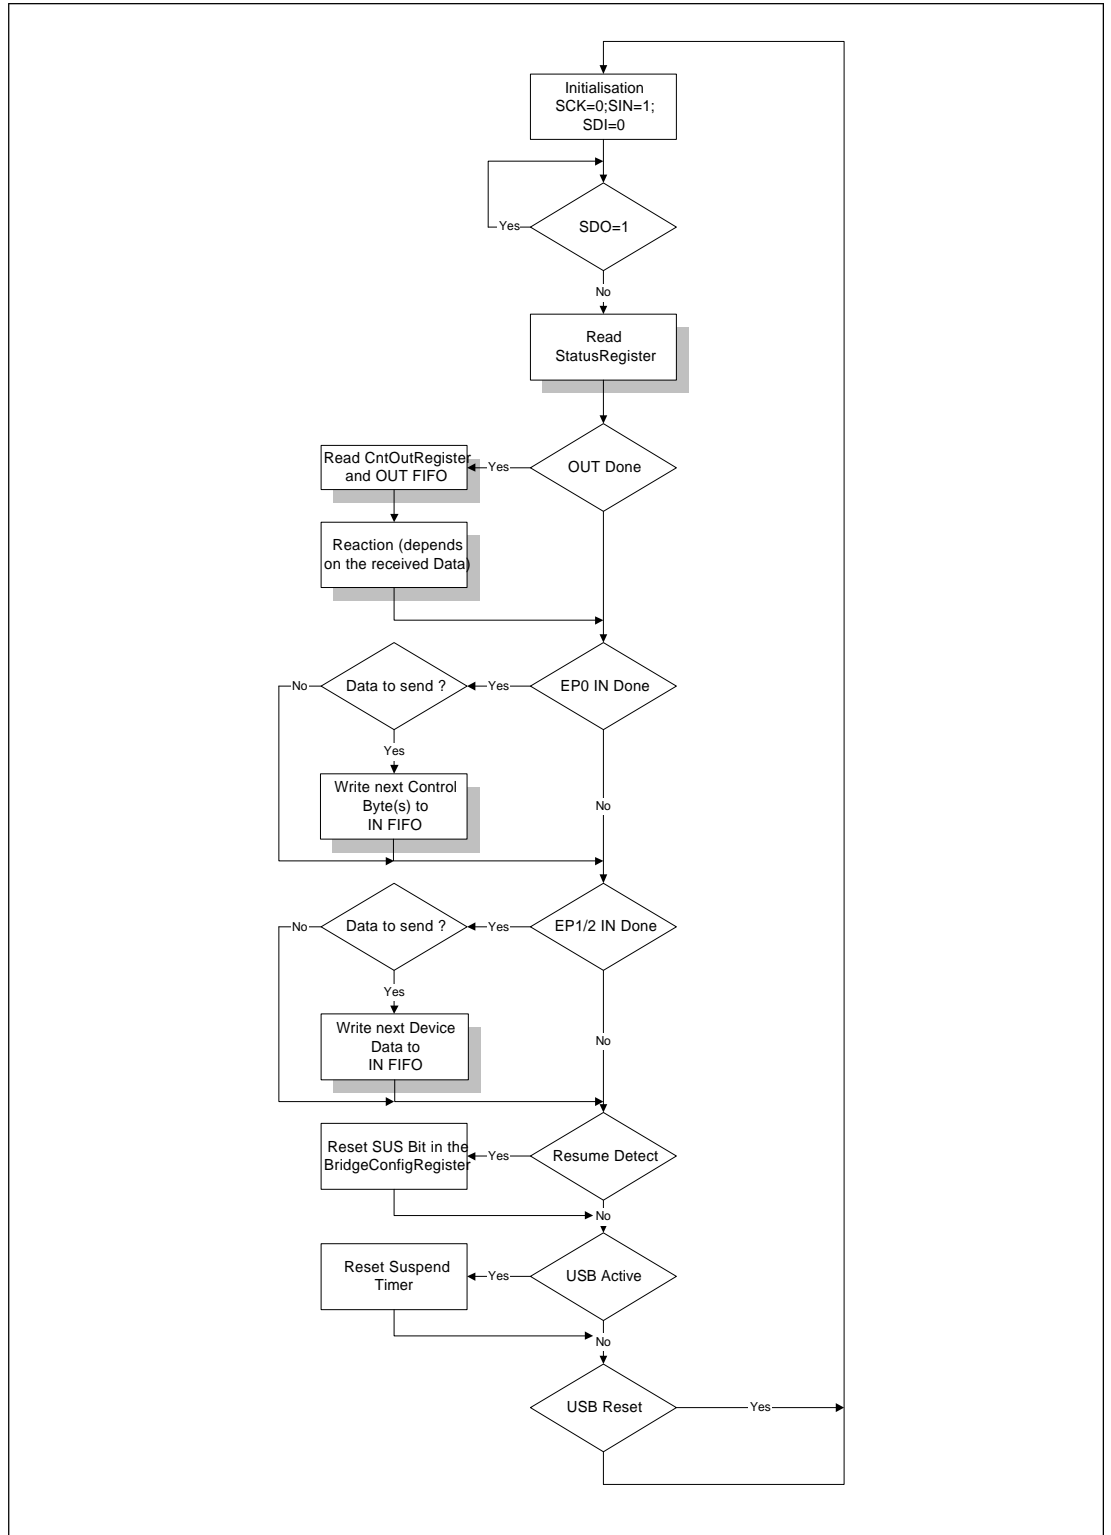 Initialisation
SCK=0;SIN=1;
SDI=0
SDO=1
Yes
No
Read
StatusRegister
OUT Done
Yes
Read CntOutRegister
and OUT FIFO
Reaction (depends
on the received Data)
EP0 IN Done
Yes
Data to send ?
No
Yes
Write next Control
Byte(s) to
IN FIFO
No
EP1/2 IN Done
Yes
Data to send ?
No
Yes
Write next Device
Data to
IN FIFO
No
Resume Detect
Yes
Reset SUS Bit in the
BridgeConfigRegister
No
USB Active
Yes
Reset Suspend
Timer
No
USB Reset
Yes